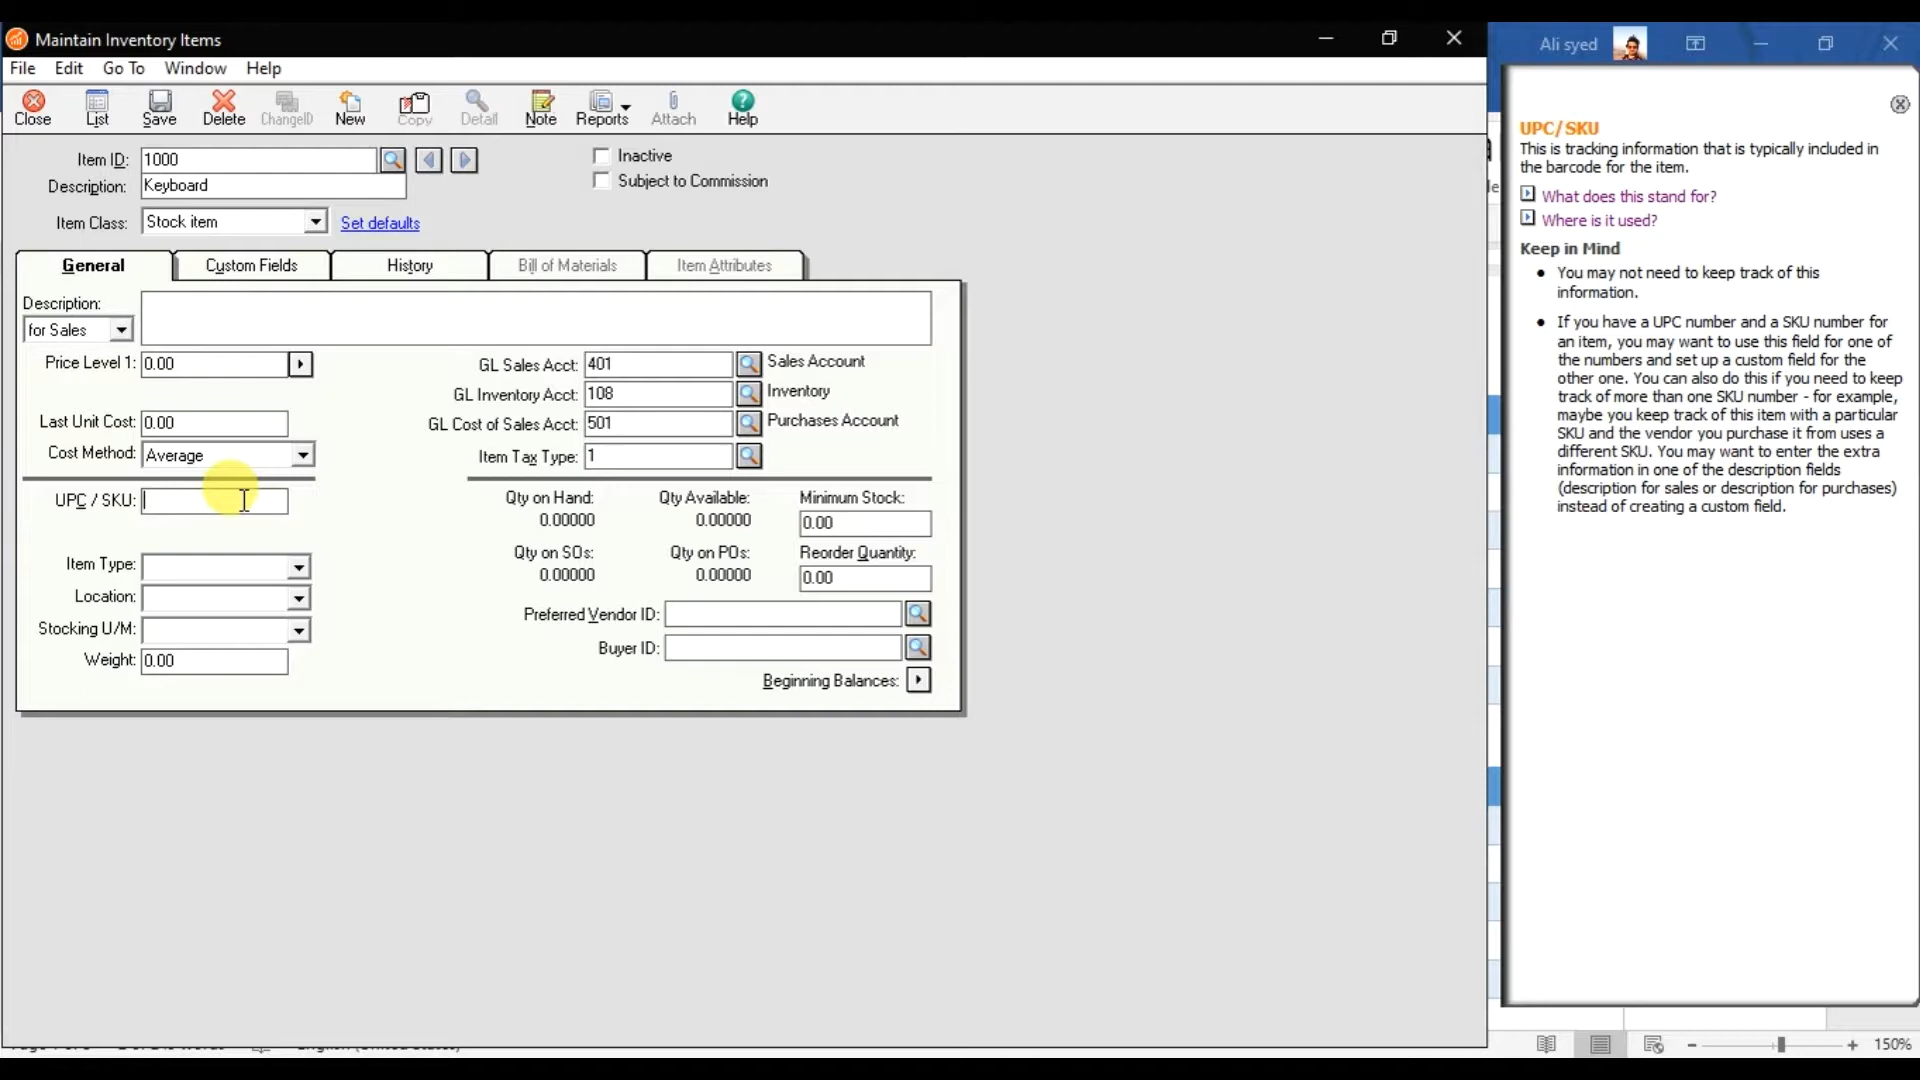 Maintain Inventory Items
Ali syed
File Edit Go To Window Help
Close List Save Delete ChangeID New Copy Detail Note Reports Attach Help
Item ID: 1000
Inactive
Description: Keyboard
Subject to Commission
Item Class: Stock item Set defaults
General Custom Fields History Bill of Materials Item Attributes
Description:
for Sales
Price Level 1: 0.00
GL Sales Acct: 401 Sales Account
GL Inventory Acct: 108 Inventory
Last Unit Cost: 0.00
GL Cost of Sales Acct: 501 Purchases Account
Cost Method: Average
Item Tax Type: 1
UPC / SKU:
Qty on Hand: Qty Available: Minimum Stock:
0.00000 0.00000 0.00
Qty on SOs: Qty on POs: Reorder Quantity:
0.00000 0.00000 0.00
Item Type:
Location:
Stocking U/M:
Weight: 0.00
Preferred Vendor ID:
Buyer ID:
Beginning Balances:
UPC/SKU
This is tracking information that is typically included in
the barcode for the item.
What does this stand for?
Where is it used?
Keep in Mind
You may not need to keep track of this
information.
If you have a UPC number and a SKU number for
an item, you may want to use this field for one of
the numbers and set up a custom field for the
other one. You can also do this if you need to keep
track of more than one SKU number - for example,
maybe you keep track of this item with a particular
SKU and the vendor you purchase it from uses a
different SKU. You may want to enter the extra
information in one of the description fields
(description for sales or description for purchases)
instead of creating a custom field.
150%